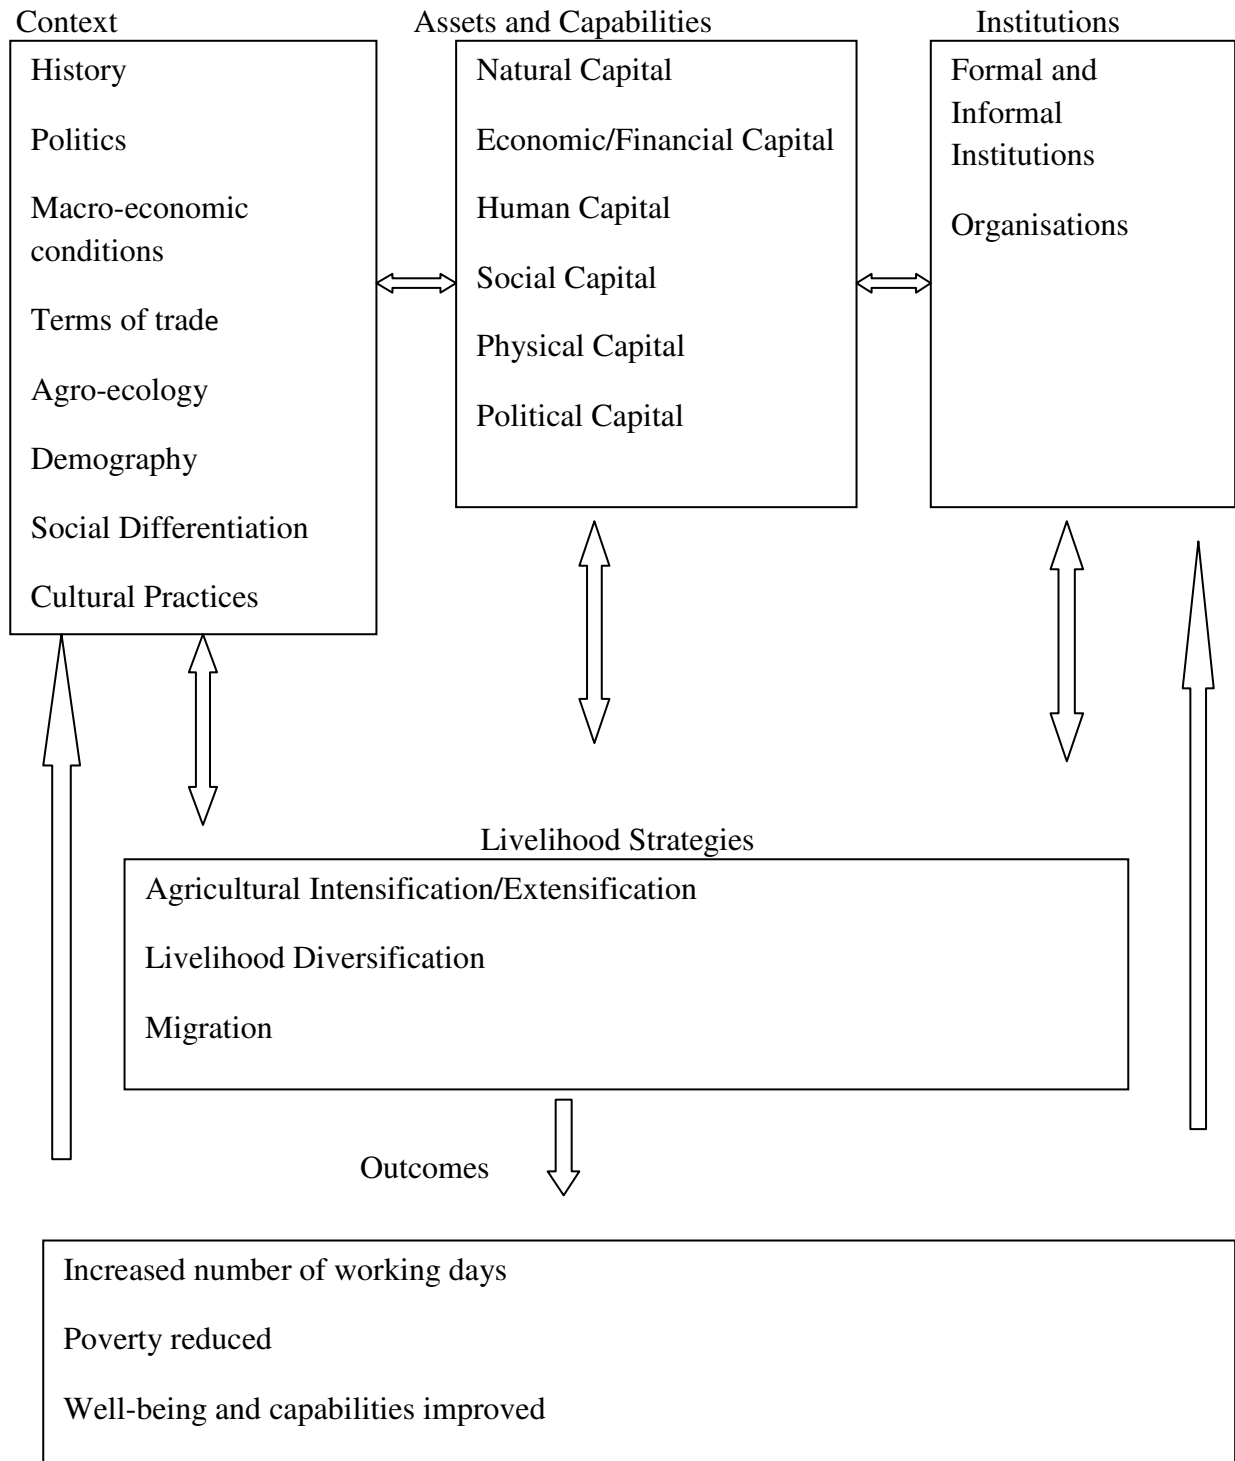 Context
History
Politics
Macro-economic
conditions
Terms of trade
Agro-ecology
Demography
Social Differentiation
Cultural Practices
Assets and Capabilities
Natural Capital
Economic/Financial Capital
Human Capital
Social Capital
Physical Capital
Political Capital
Institutions
Formal and
Informal
Institutions
Organisations
Livelihood Strategies
Agricultural Intensification/Extensification
Livelihood Diversification
Migration
Outcomes
Increased number of working days
Poverty reduced
Well-being and capabilities improved